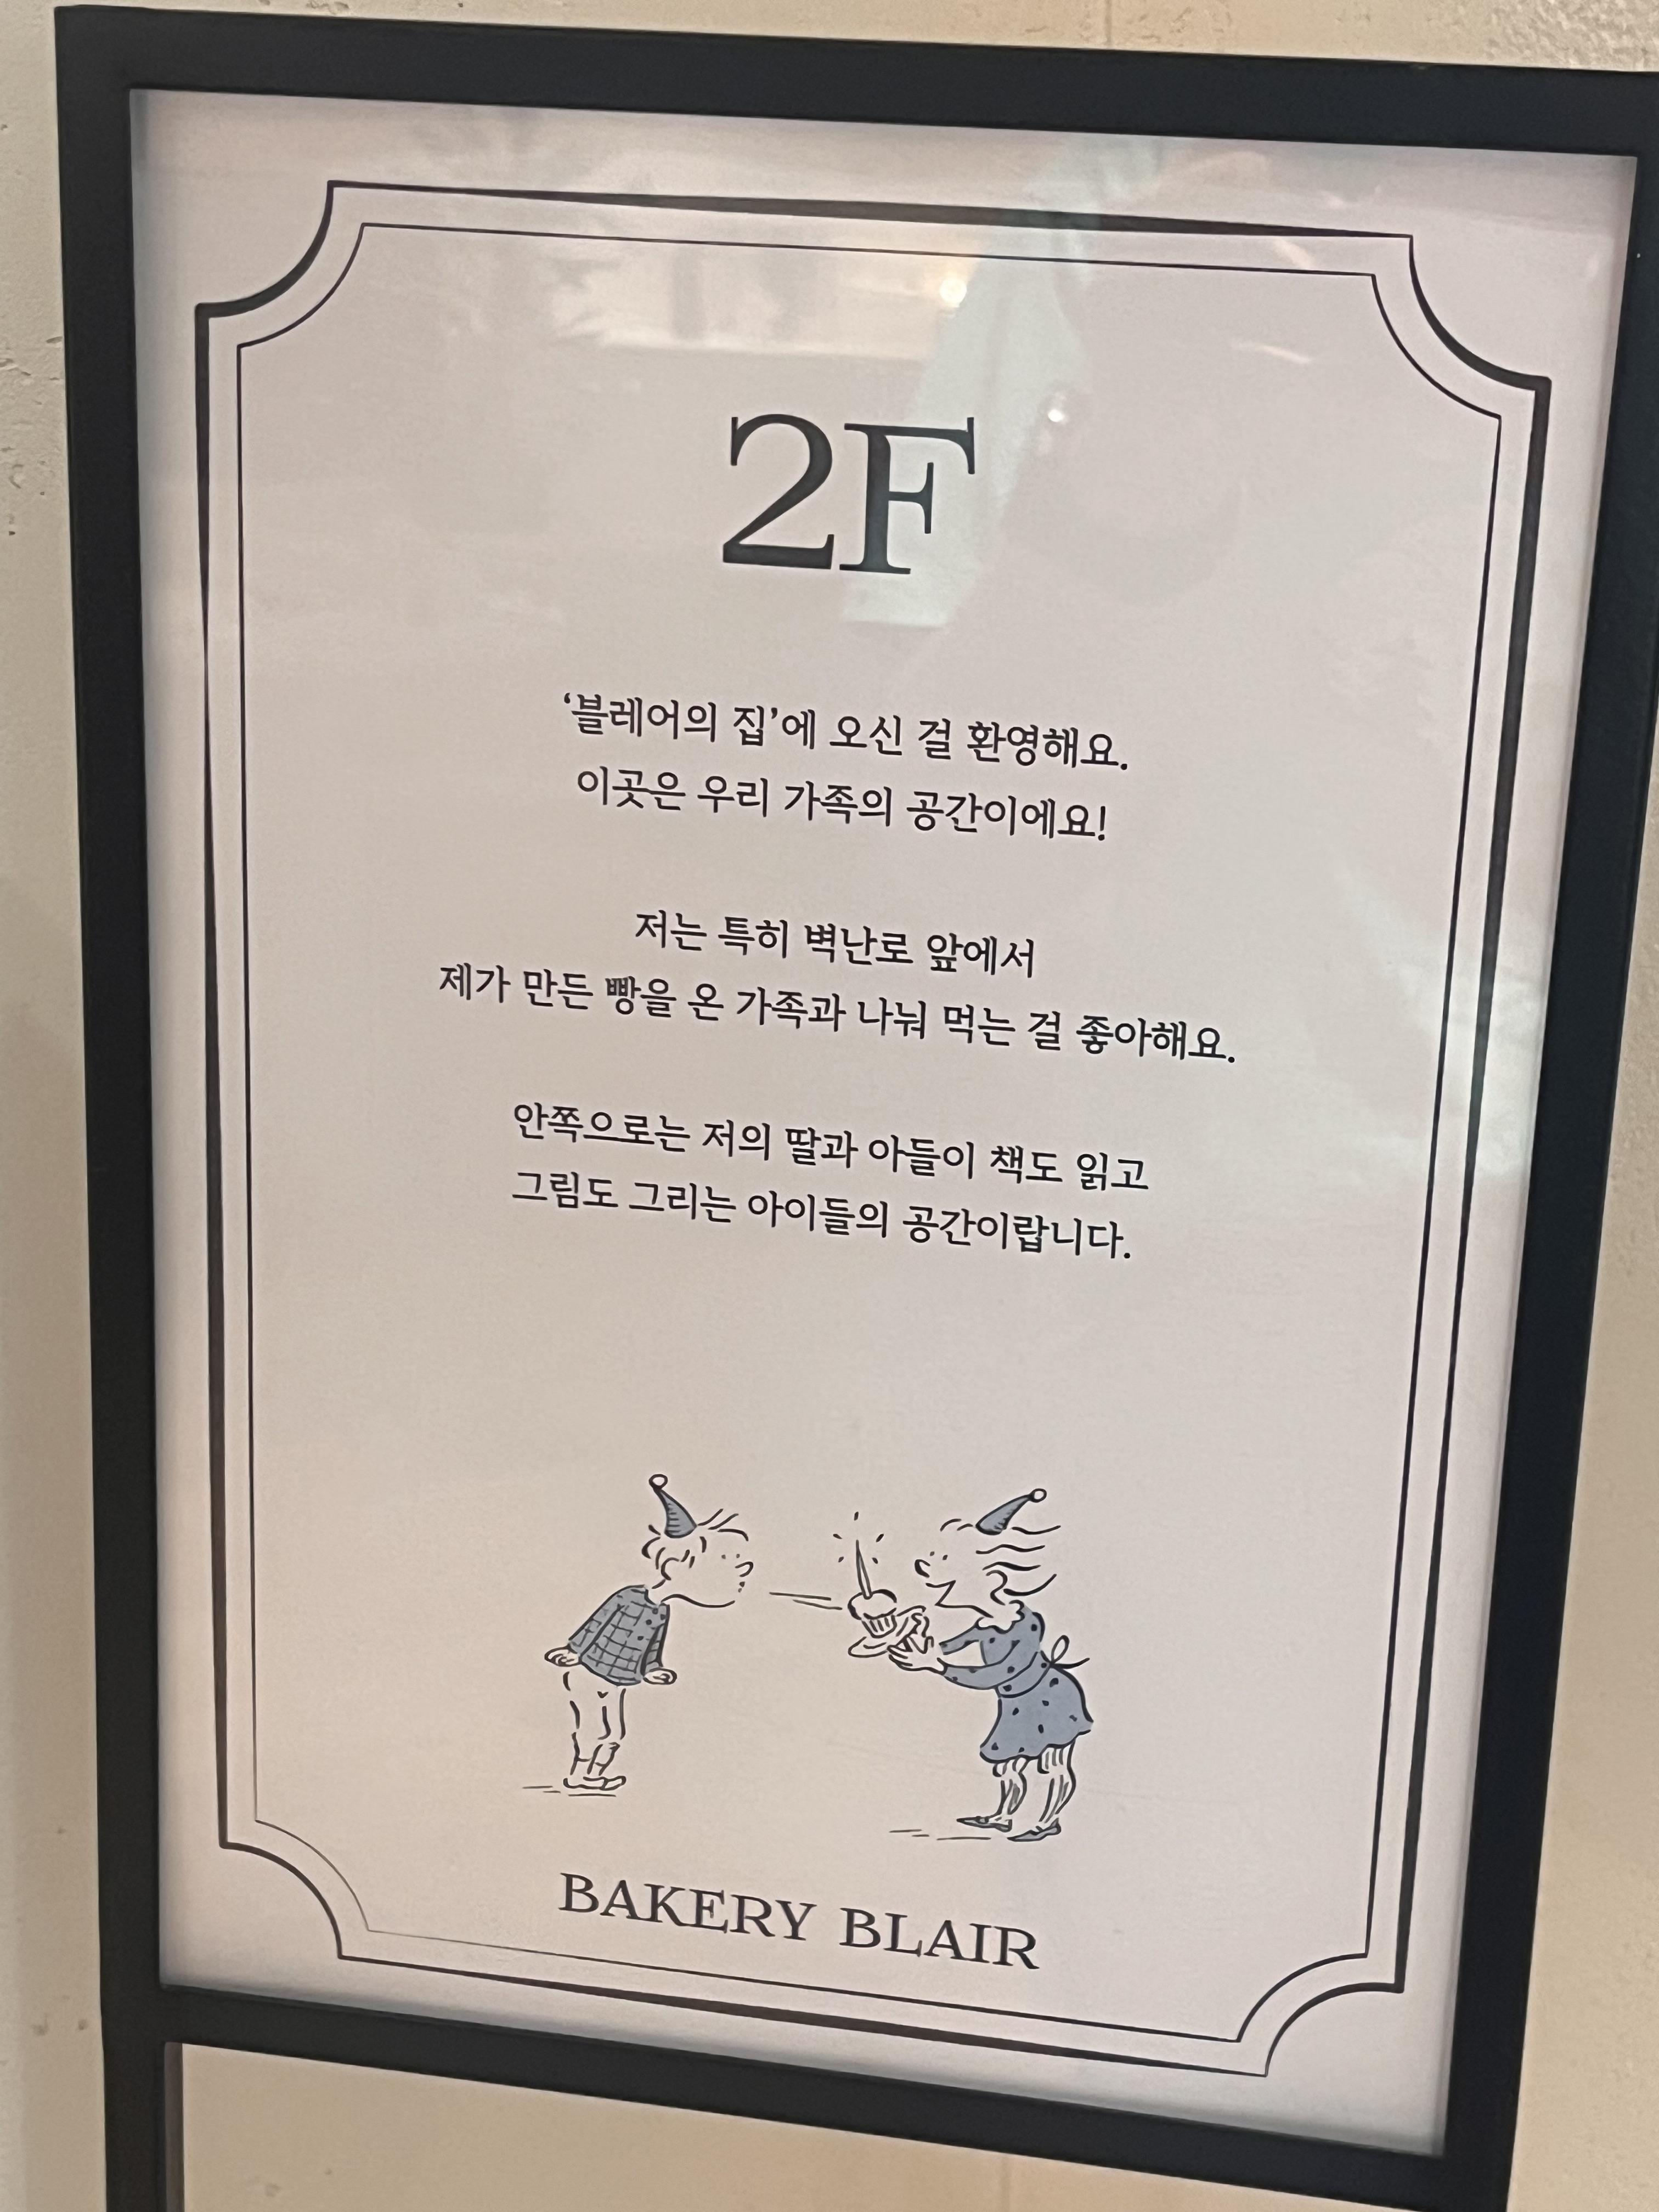 2F
‘블레어의 집’에 오신 걸 환영해요.
이곳은 우리 가족의 공간이에요!
저는 특히 벽난로 앞에서
제가 만든 빵을 온 가족과 나눠 먹는 걸 좋아해요.
안쪽으로는 저의 딸과 아들이 책도 읽고
그림도 그리는 아이들의 공간이랍니다.
BAKERY BLAIR